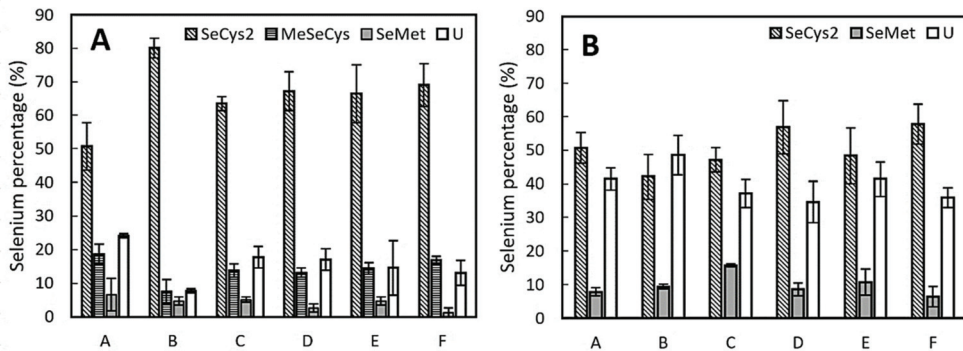 90
80
70
60
50
40
30
20
10
0
Selenium percentage (%)
A
SeCys2 MeSeCys SeMet U
A B C D E F
90
80
70
60
50
40
30
20
10
0
Selenium percentage (%)
B
SeCys2 SeMet U
A B C D E F